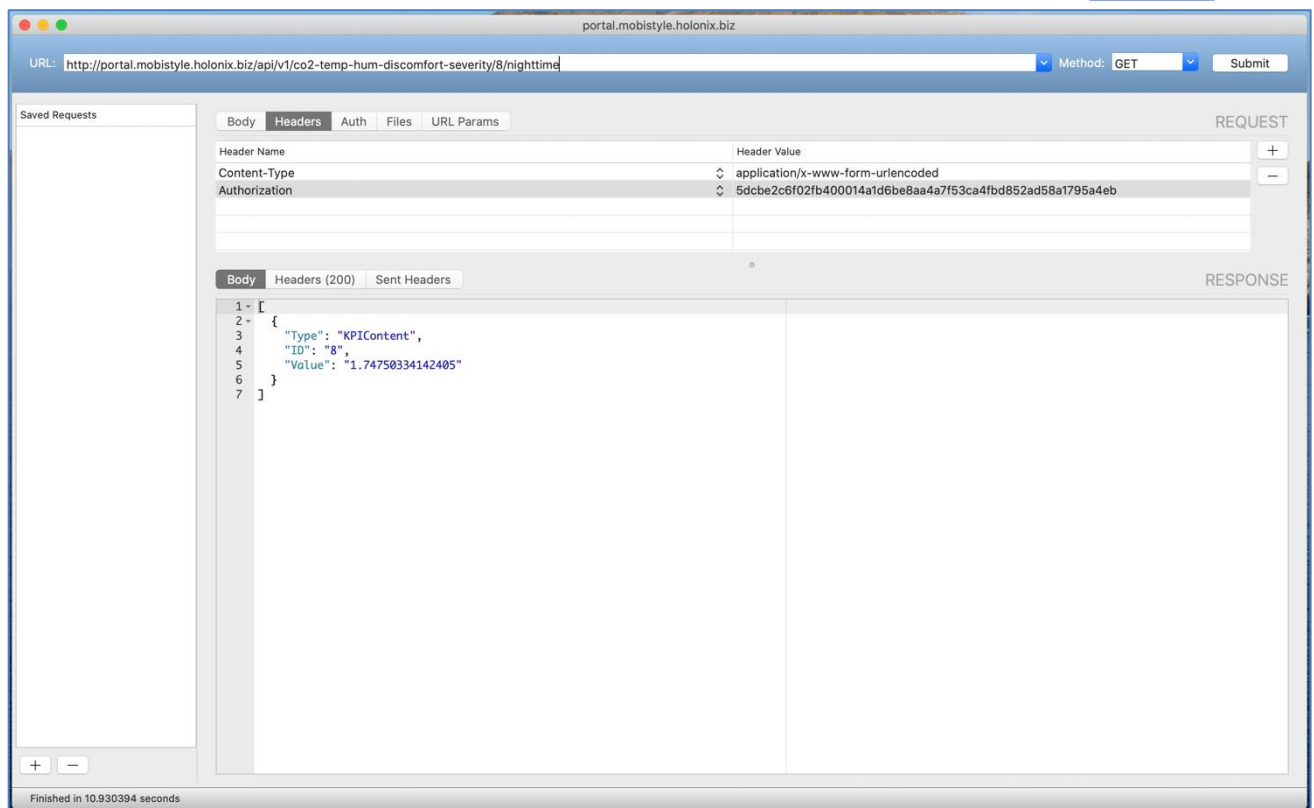 portal.mobistyle.holonix.biz
URL: http://portal.mobistyle.holonix.biz/api/v1/co2-temp-hum-discomfort-severity/8/nighttime Method: GET Submit
Saved Requests
Body Headers Auth Files URL Params REQUEST
Header Name Header Value +
Content-Type application/x-www-form-urlencoded −
Authorization 5dcbe2c6f02fb400014a1d6be8aa4a7f53ca4fbd852ad58a1795a4eb
Body Headers (200) Sent Headers RESPONSE
1 [
2 {
3 "Type": "KPIContent",
4 "ID": "8",
5 "Value": "1.74750334142405"
6 }
7 ]
+ −
Finished in 10.930394 seconds